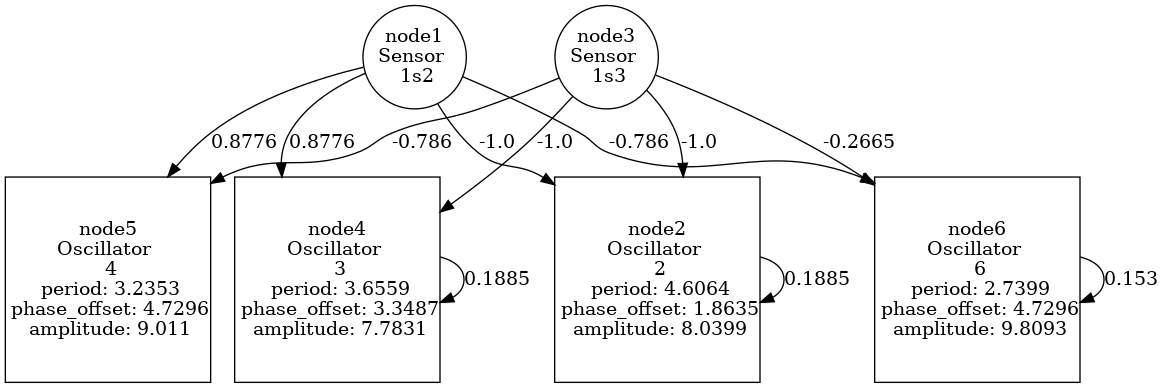 node1
Sensor
1s2
node3
Sensor
1s3
0.8776
0.8776
-0.786
-1.0
-1.0
-0.786
-1.0
-0.2665
node5
Oscillator
4
period: 3.2353
phase_offset: 4.7296
amplitude: 9.011
node4
Oscillator
3
period: 3.6559
phase_offset: 3.3487
amplitude: 7.7831
0.1885
node2
Oscillator
2
period: 4.6064
phase_offset: 1.8635
amplitude: 8.0399
0.1885
node6
Oscillator
6
period: 2.7399
phase_offset: 4.7296
amplitude: 9.8093
0.153